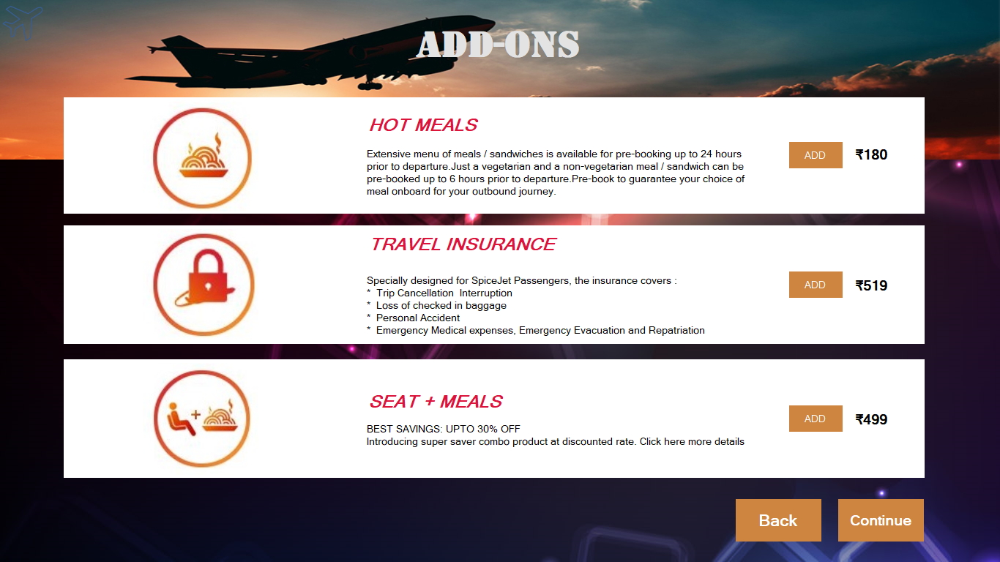 ADD-ONS
HOT MEALS
Extensive menu of meals / sandwiches is available for pre-booking up to 24 hours
prior to departure.Just a vegetarian and a non-vegetarian meal / sandwich can be
pre-booked up to 6 hours prior to departure.Pre-book to guarantee your choice of
meal onboard for your outbound journey.
ADD ₹180
TRAVEL INSURANCE
Specially designed for SpiceJet Passengers, the insurance covers :
* Trip Cancellation  Interruption
* Loss of checked in baggage
* Personal Accident
* Emergency Medical expenses, Emergency Evacuation and Repatriation
ADD ₹519
SEAT + MEALS
BEST SAVINGS: UPTO 30% OFF
Introducing super saver combo product at discounted rate. Click here more details
ADD ₹499
Back Continue